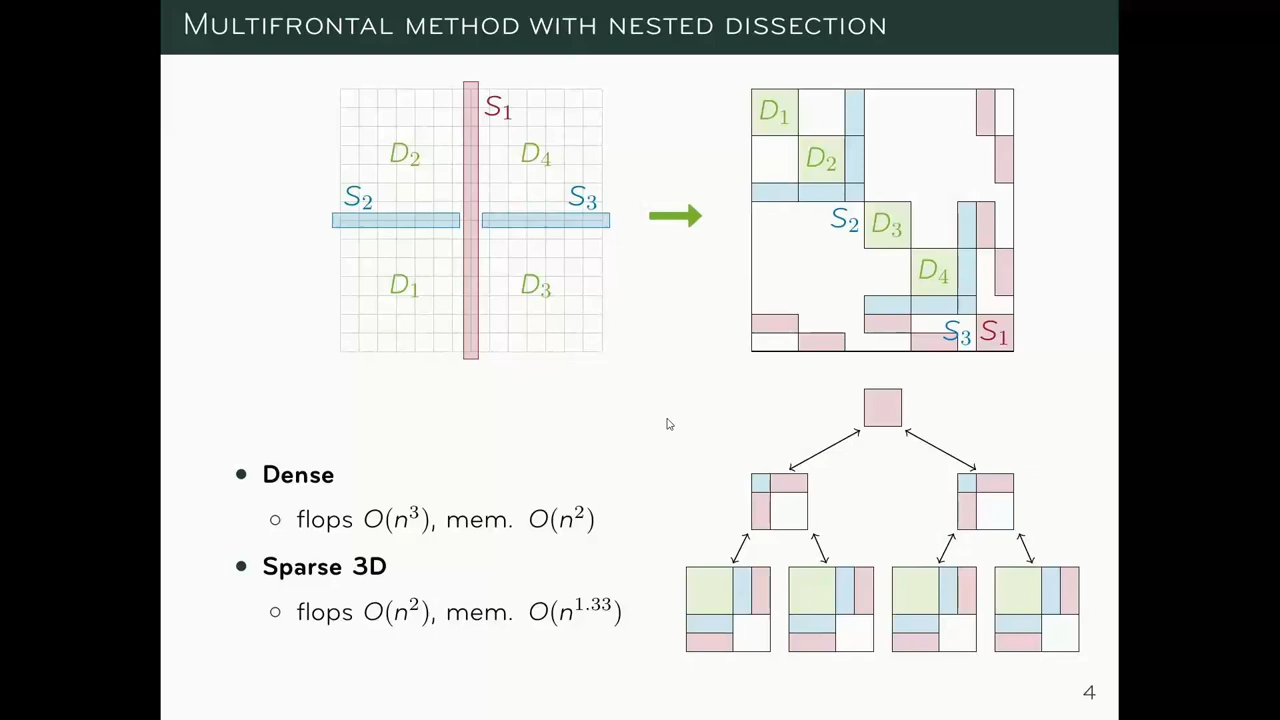 MULTIFRONTAL METHOD WITH NESTED DISSECTION
S₁
D₂
D₄
S₂
S₃
D₁
D₃
D₁
D₂
S₂
D₃
D₄
S₃ S₁
• Dense
○ flops O(n³), mem. O(n²)
• Sparse 3D
○ flops O(n²), mem. O(n¹·³³)
4